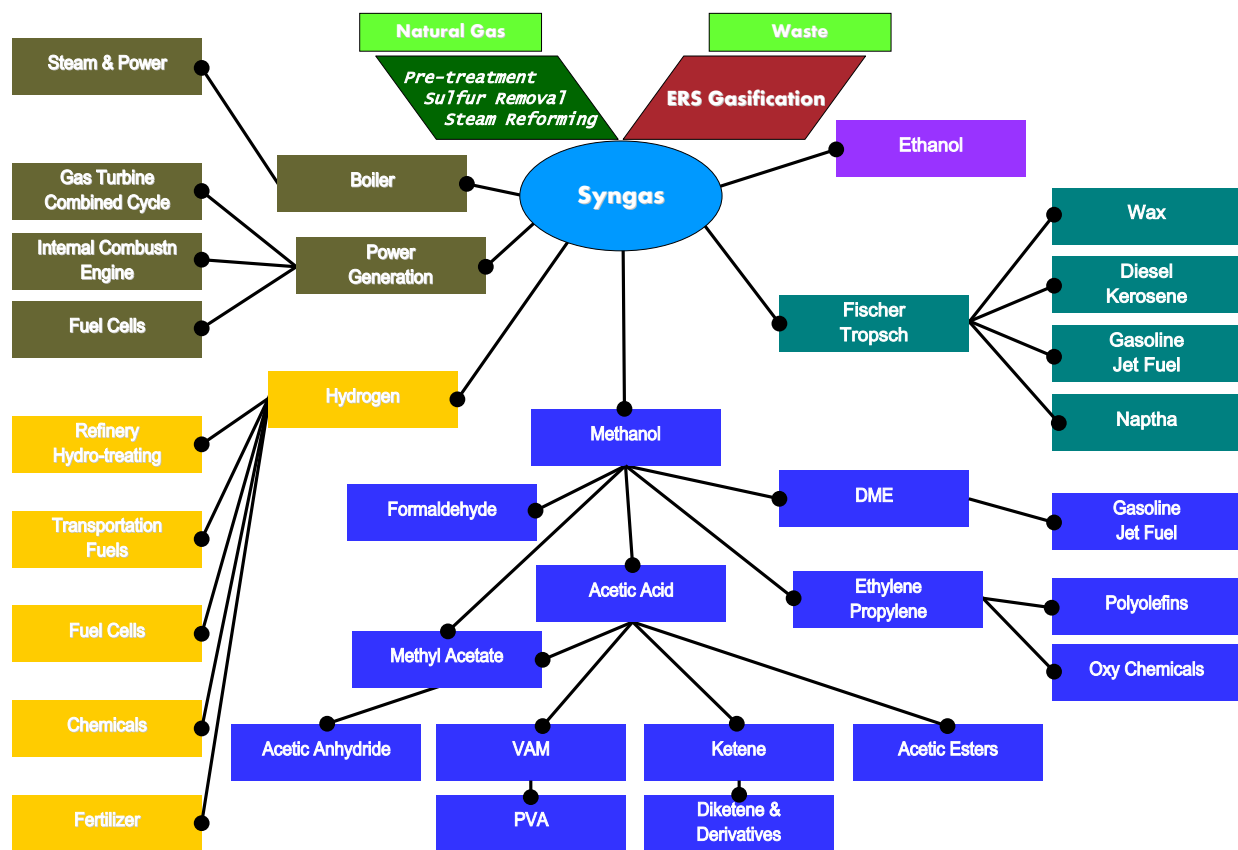 Natural Gas
Waste
Pre-treatment
Sulfur Removal
Steam Reforming
ERS Gasification
Syngas
Steam & Power
Boiler
Gas Turbine
Combined Cycle
Internal Combustn
Engine
Fuel Cells
Power
Generation
Ethanol
Fischer
Tropsch
Wax
Diesel
Kerosene
Gasoline
Jet Fuel
Naptha
Hydrogen
Refinery
Hydro-treating
Transportation
Fuels
Fuel Cells
Chemicals
Fertilizer
Methanol
Formaldehyde
DME
Gasoline
Jet Fuel
Acetic Acid
Ethylene
Propylene
Polyolefins
Oxy Chemicals
Methyl Acetate
Acetic Anhydride
VAM
Ketene
Acetic Esters
PVA
Diketene &
Derivatives